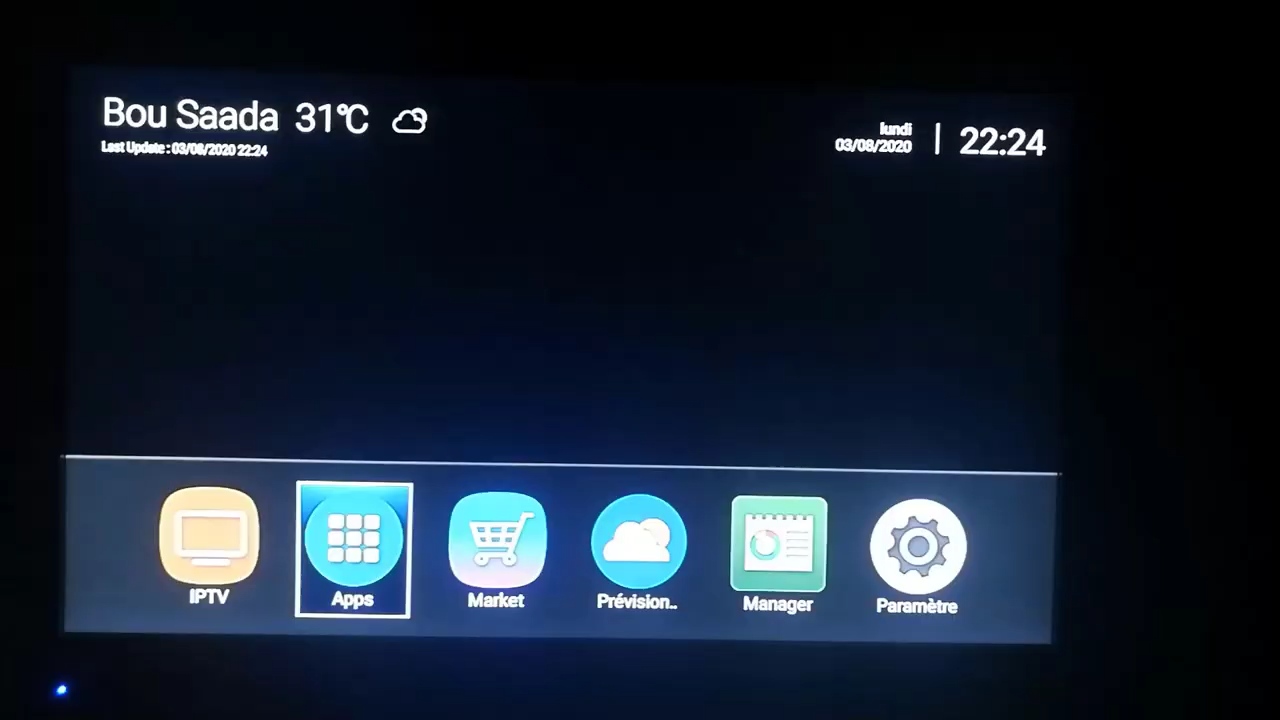 Bou Saada 31°C
Last Update : 03/08/2020 22:24
lundi
03/08/2020
22:24
IPTV
Apps
Market
Prévision..
Manager
Paramètre